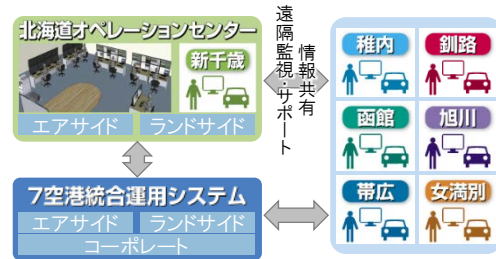 北海道オペレーションセンター
新千歳
エアサイド
ランドサイド
遠隔監視・サポート
情報共有
稚内
釧路
函館
旭川
帯広
女満別
7空港統合運用システム
エアサイド
ランドサイド
コーポレート